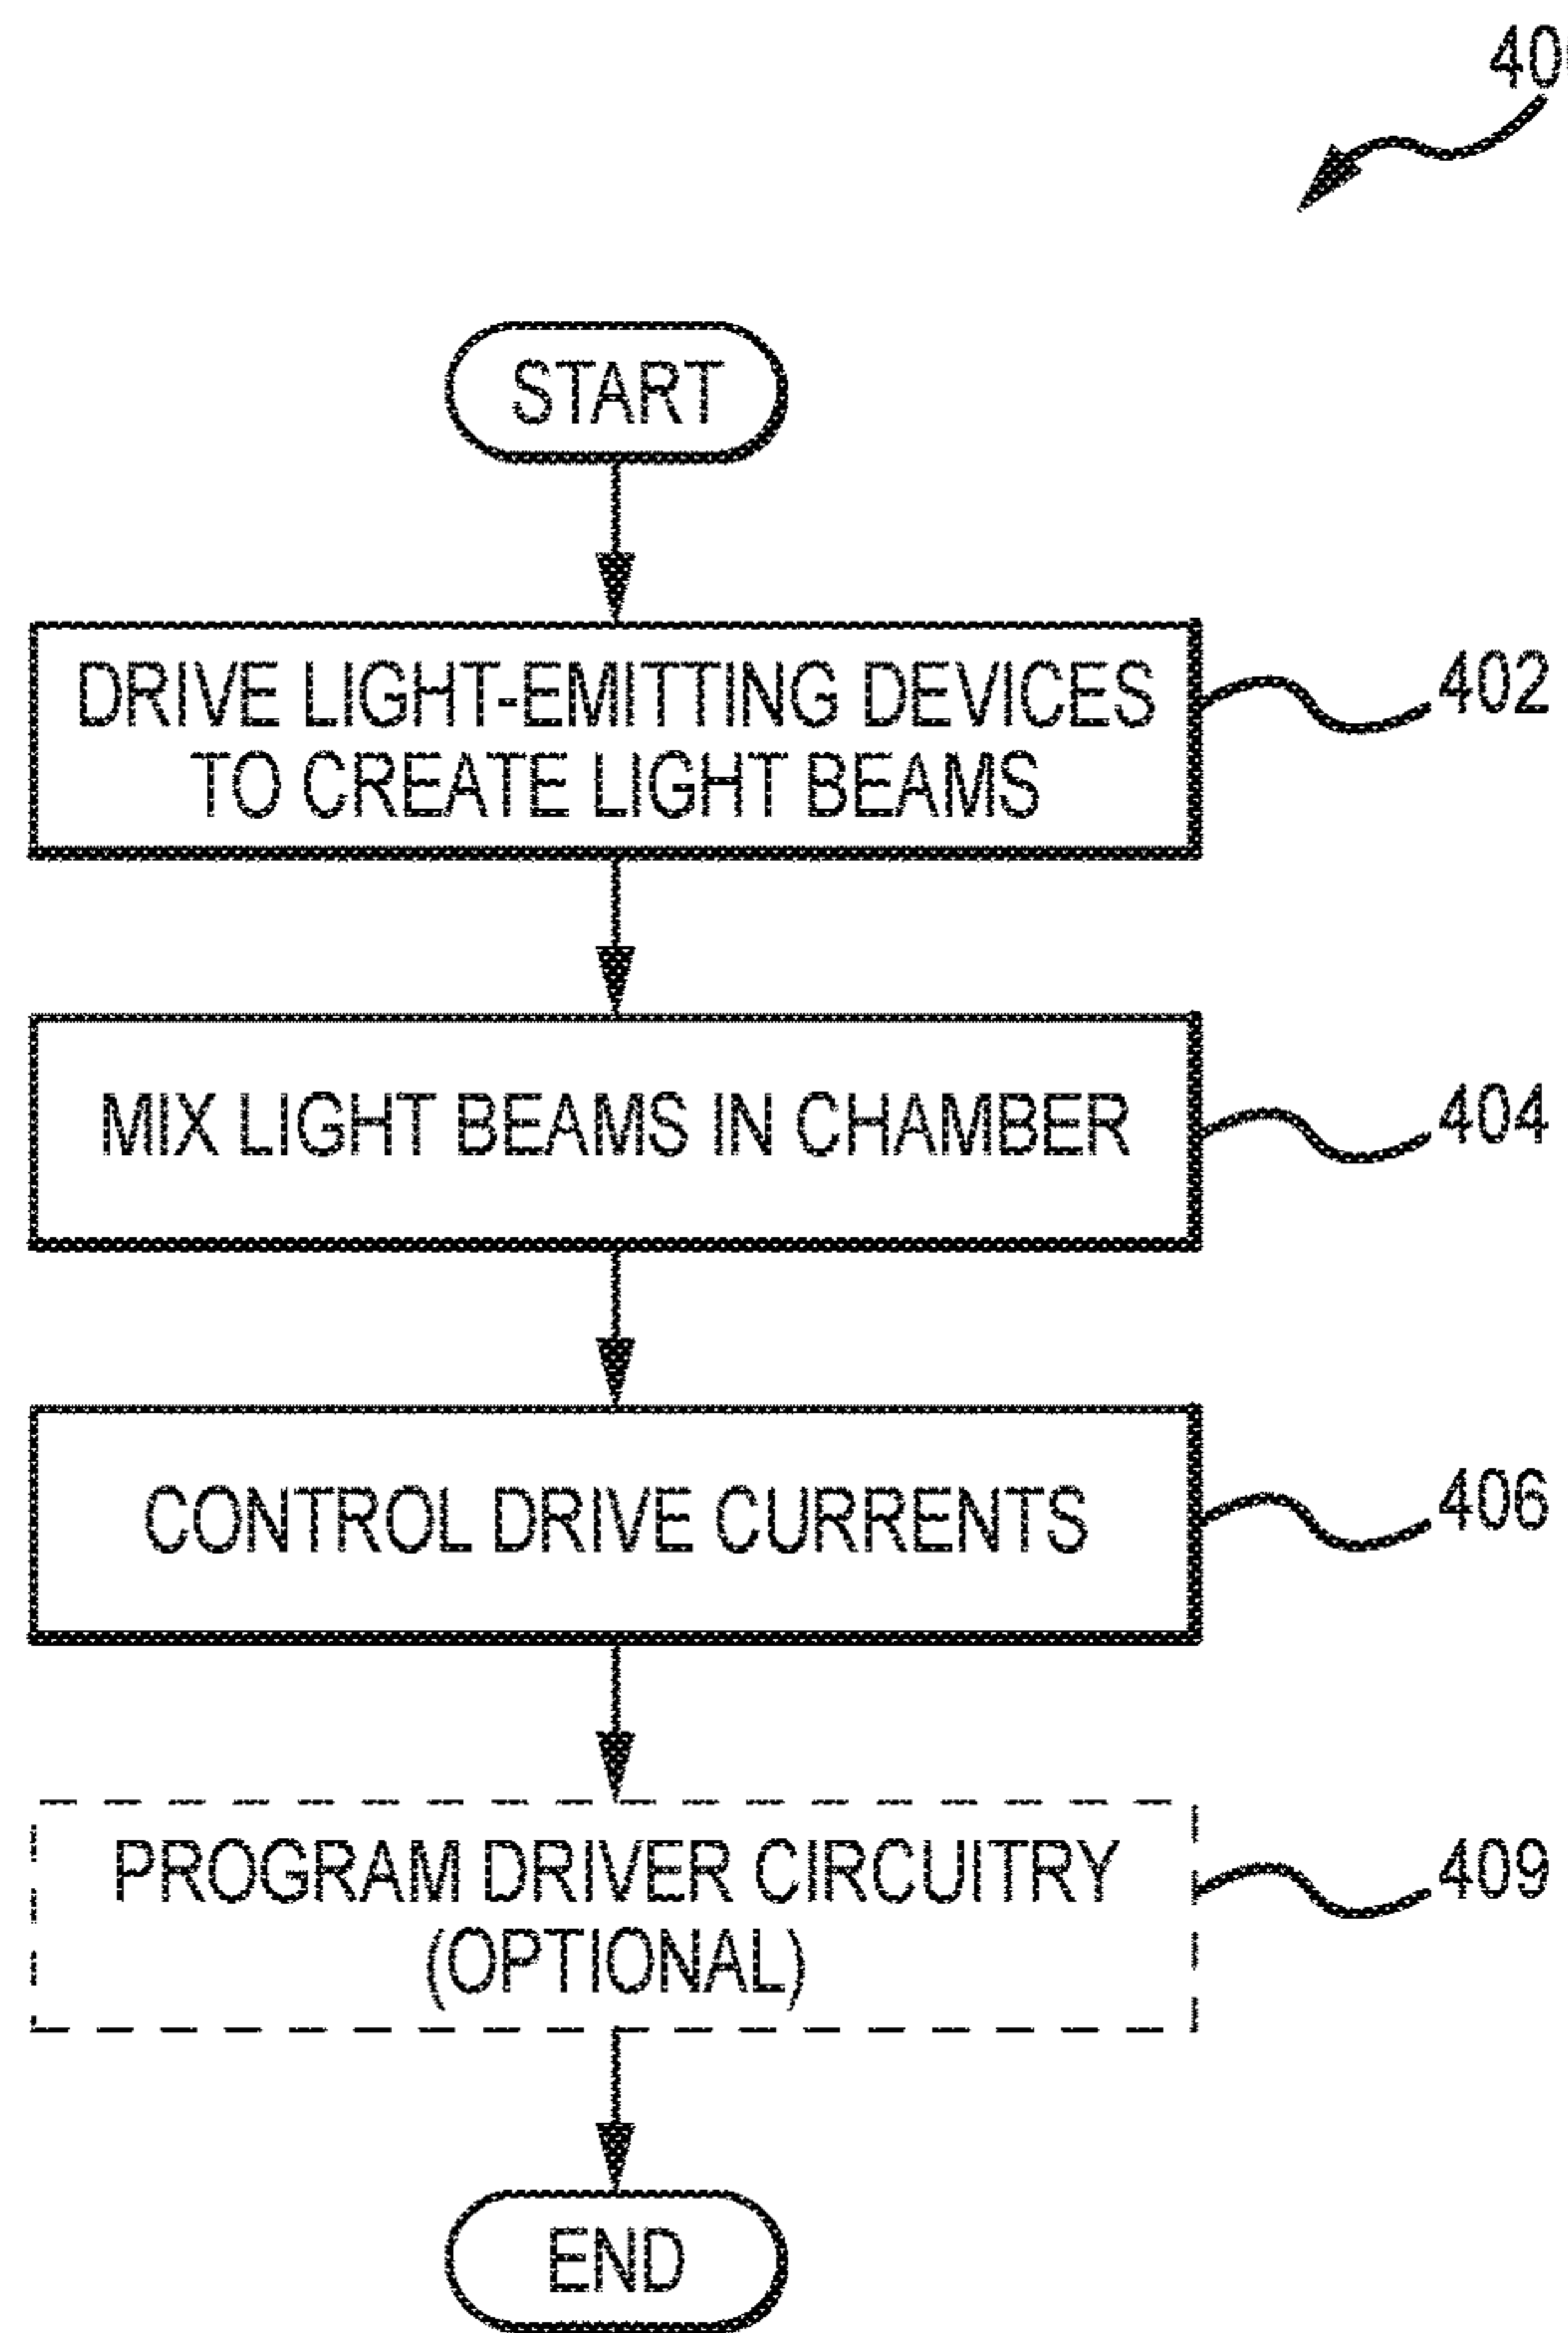 40
START
DRIVE LIGHT-EMITTING DEVICES
TO CREATE LIGHT BEAMS
402
MIX LIGHT BEAMS IN CHAMBER
404
CONTROL DRIVE CURRENTS
406
PROGRAM DRIVER CIRCUITRY
(OPTIONAL)
409
END